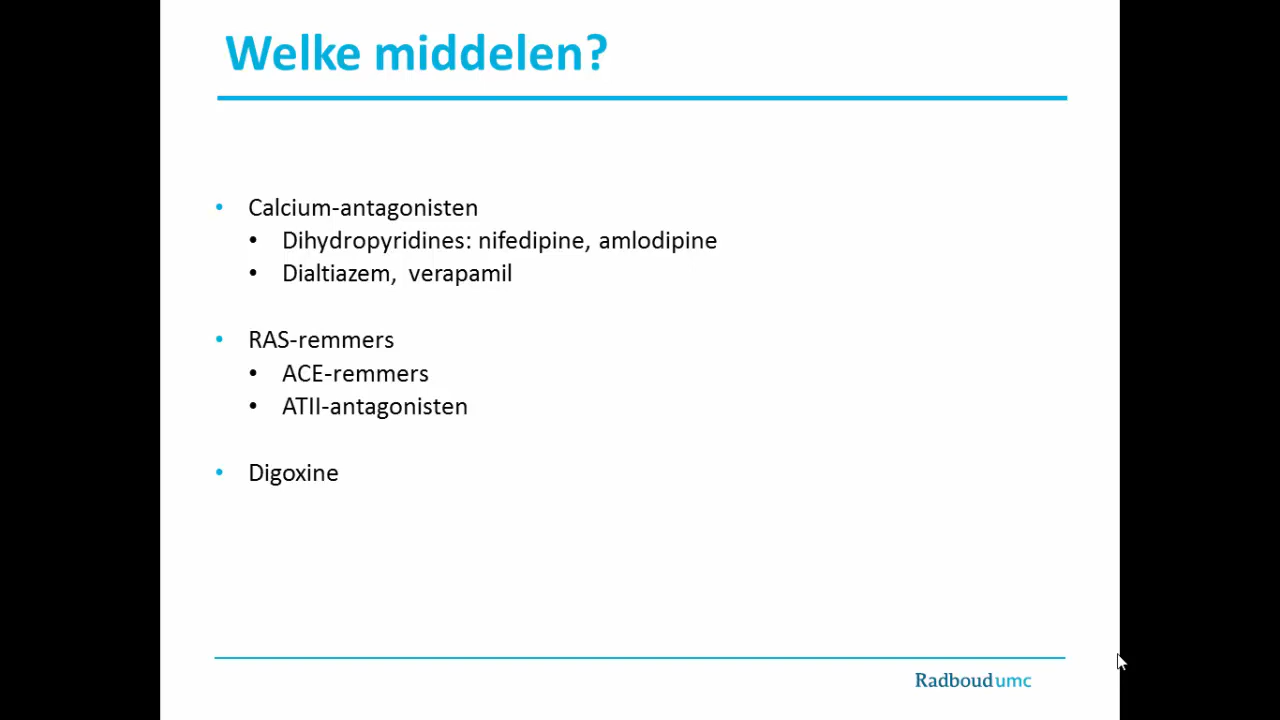 Welke middelen?
• Calcium-antagonisten
• Dihydropyridines: nifedipine, amlodipine
• Dialtiazem, verapamil
• RAS-remmers
• ACE-remmers
• ATII-antagonisten
• Digoxine
Radboudumc